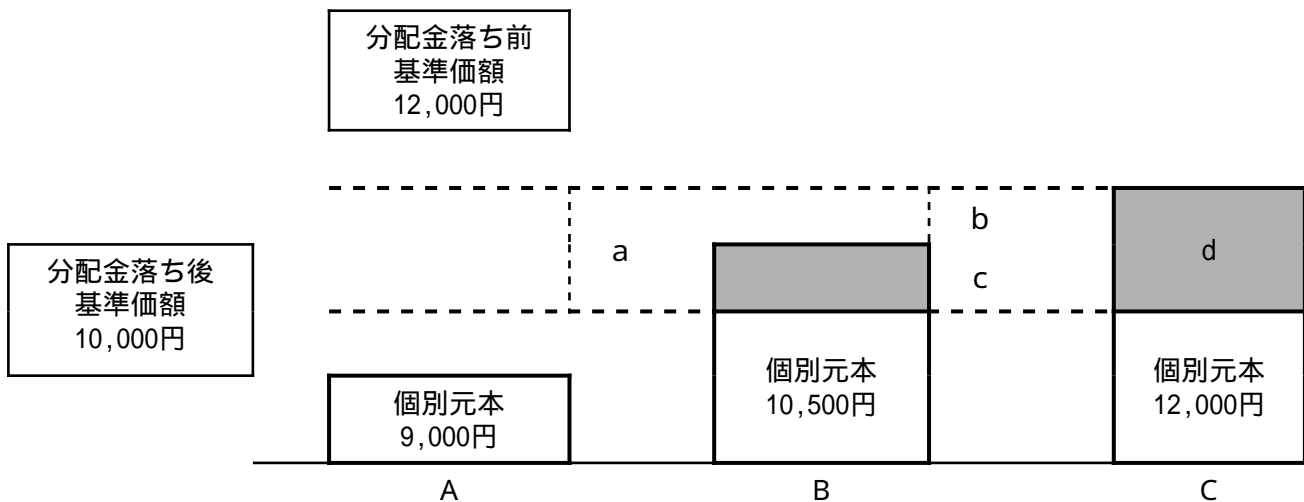 分配金落ち前
基準価額
12,000円
b
a
d
c
分配金落ち後
基準価額
10,000円
個別元本
9,000円
個別元本
10,500円
個別元本
12,000円
A
B
C